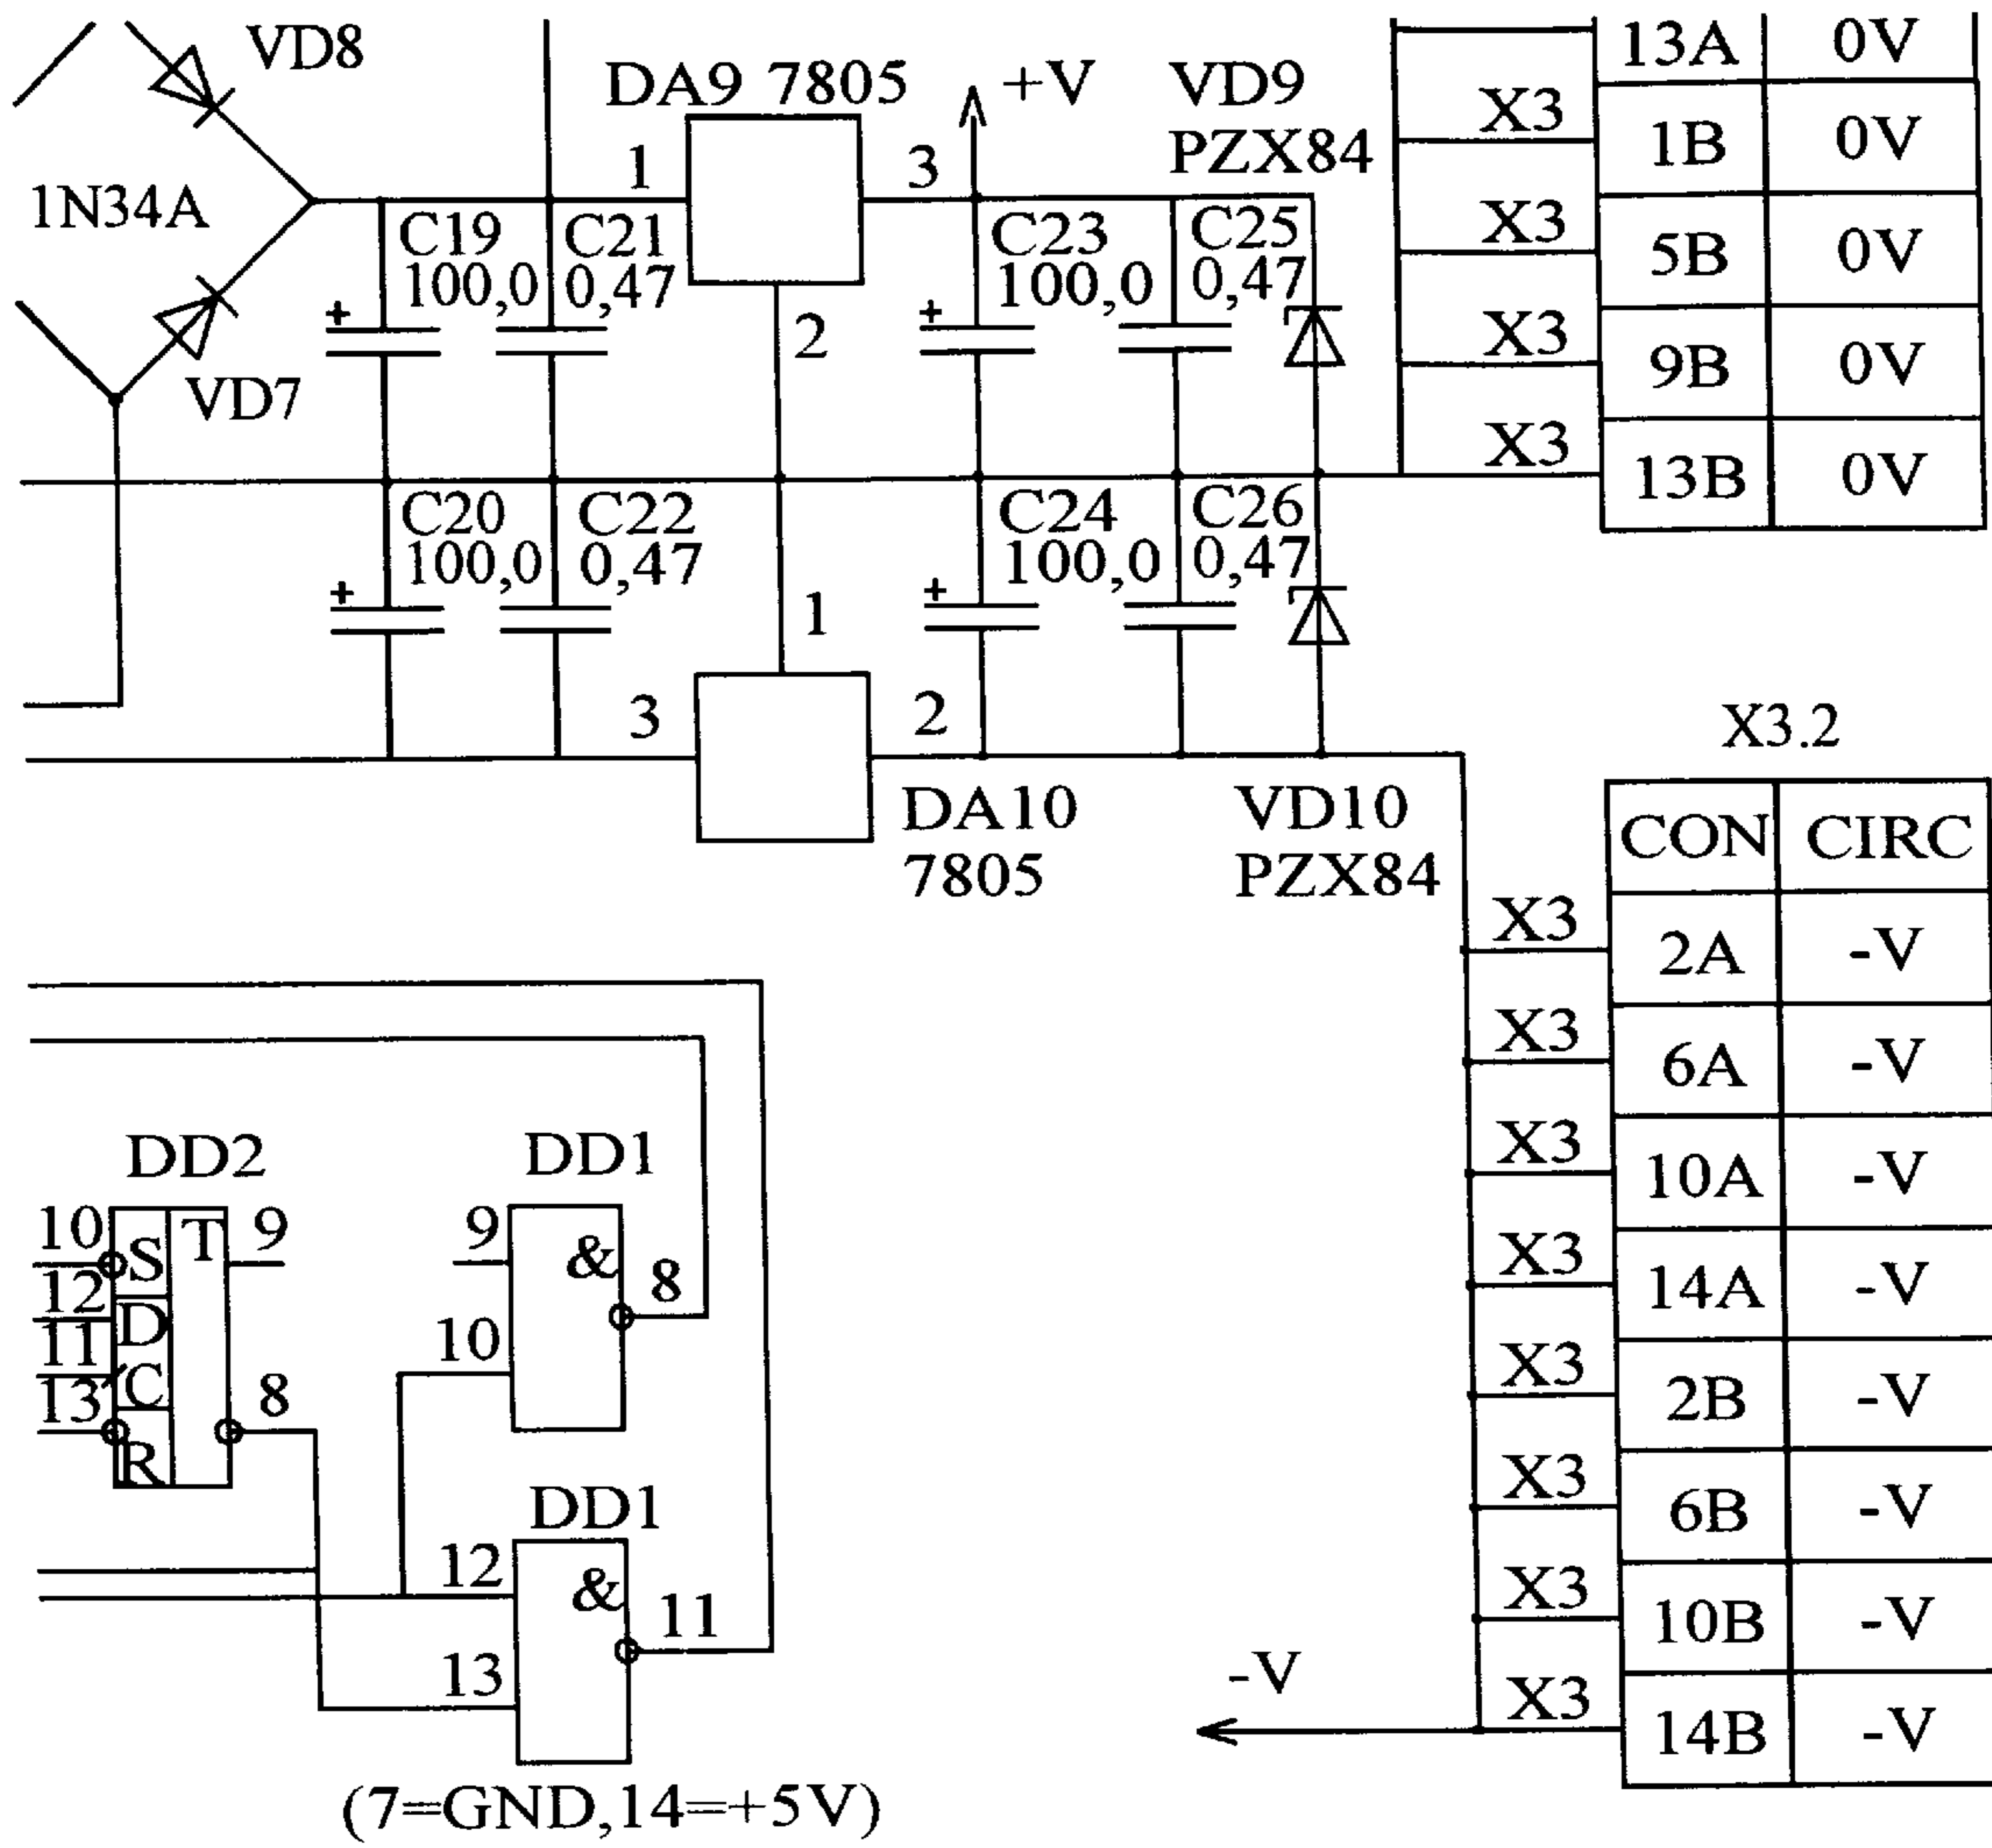 VD8
1N34A
VD7
DA9 7805
1
3
2
+V
VD9
PZX84
C19
100,0
+
C21
0,47
C23
100,0
+
C25
0,47
C20
100,0
+
C22
0,47
C24
100,0
+
C26
0,47
1
3
2
DA10
7805
VD10
PZX84
13A 0V
X3 1B 0V
X3 5B 0V
X3 9B 0V
X3 13B 0V
X3.2
CON CIRC
X3 2A -V
X3 6A -V
X3 10A -V
X3 14A -V
X3 2B -V
X3 6B -V
X3 10B -V
X3 14B -V
-V
DD2
10 S T 9
12 D
11 C
13 R 8
DD1
9 & 8
10
DD1
12 & 11
13
(7=GND,14=+5V)